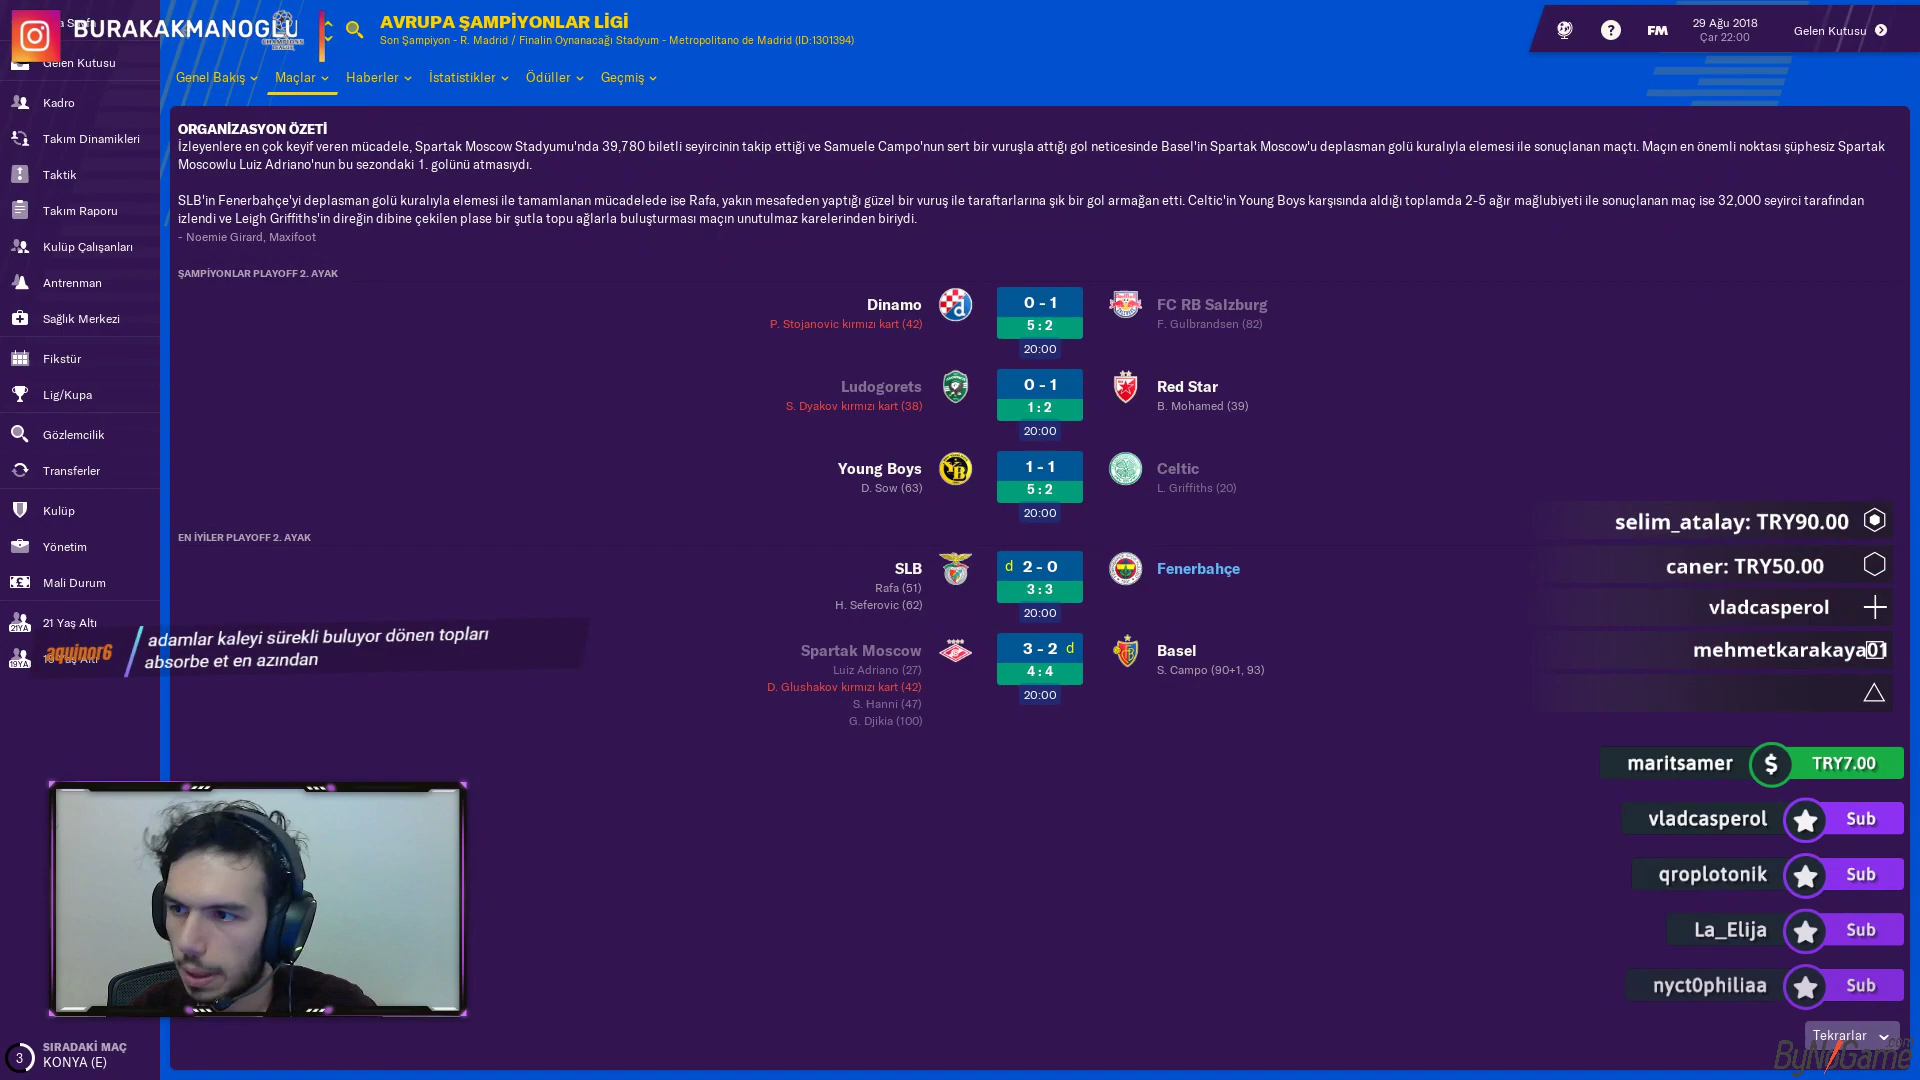 BURAKAKMANOGLU
AVRUPA ŞAMPİYONLAR LİGİ
Son Şampiyon - R. Madrid / Finalin Oynanacağı Stadyum - Metropolitano de Madrid (ID:1301394)
?
FM
29 Ağu 2018
Çar 22:00
Gelen Kutusu
Genel Bakış
Maçlar
Haberler
İstatistikler
Ödüller
Geçmiş
Gelen Kutusu
Kadro
Takım Dinamikleri
Taktik
Takım Raporu
Kulüp Çalışanları
Antrenman
Sağlık Merkezi
Fikstür
Lig/Kupa
Gözlemcilik
Transferler
Kulüp
Yönetim
Mali Durum
21YA
21 Yaş Altı
19YA
ORGANİZASYON ÖZETİ
İzleyenlere en çok keyif veren mücadele, Spartak Moscow Stadyumu'nda 39,780 biletli seyircinin takip ettiği ve Samuele Campo'nun sert bir vuruşla attığı gol neticesinde Basel'in Spartak Moscow'u deplasman golü kuralıyla elemesi ile sonuçlanan maçtı. Maçın en önemli noktası şüphesiz Spartak
Moscowlu Luiz Adriano'nun bu sezondaki 1. golünü atmasıydı.
SLB'in Fenerbahçe'yi deplasman golü kuralıyla elemesi ile tamamlanan mücadelede ise Rafa, yakın mesafeden yaptığı güzel bir vuruş ile taraftarlarına şık bir gol armağan etti. Celtic'in Young Boys karşısında aldığı toplamda 2-5 ağır mağlubiyeti ile sonuçlanan maç ise 32,000 seyirci tarafından
izlendi ve Leigh Griffiths'in direğin dibine çekilen plase bir şutla topu ağlarla buluşturması maçın unutulmaz karelerinden biriydi.
- Noemie Girard, Maxifoot
ŞAMPİYONLAR PLAYOFF 2. AYAK
Dinamo 0 - 1 FC RB Salzburg
P. Stojanovic kırmızı kart (42) 5 : 2 F. Gulbrandsen (82)
20:00
Ludogorets 0 - 1 Red Star
S. Dyakov kırmızı kart (38) 1 : 2 B. Mohamed (39)
20:00
Young Boys 1 - 1 Celtic
D. Sow (63) 5 : 2 L. Griffiths (20)
20:00
EN İYİLER PLAYOFF 2. AYAK
SLB d 2 - 0 Fenerbahçe
Rafa (51) 3 : 3
H. Seferovic (62) 20:00
Spartak Moscow 3 - 2 d Basel
Luiz Adriano (27) 4 : 4 S. Campo (90+1, 93)
D. Glushakov kırmızı kart (42) 20:00
S. Hanni (47)
G. Djikia (100)
aquinor6
adamlar kaleyi sürekli buluyor dönen topları
absorbe et en azından
selim_atalay: TRY90.00
caner: TRY50.00
vladcasperol
mehmetkarakaya01
maritsamer $ TRY7.00
vladcasperol Sub
qroplotonik Sub
La_Elija Sub
nyct0philiaa Sub
Tekrarlar
ByNoGame
.com
3
SIRADAKİ MAÇ
KONYA (E)